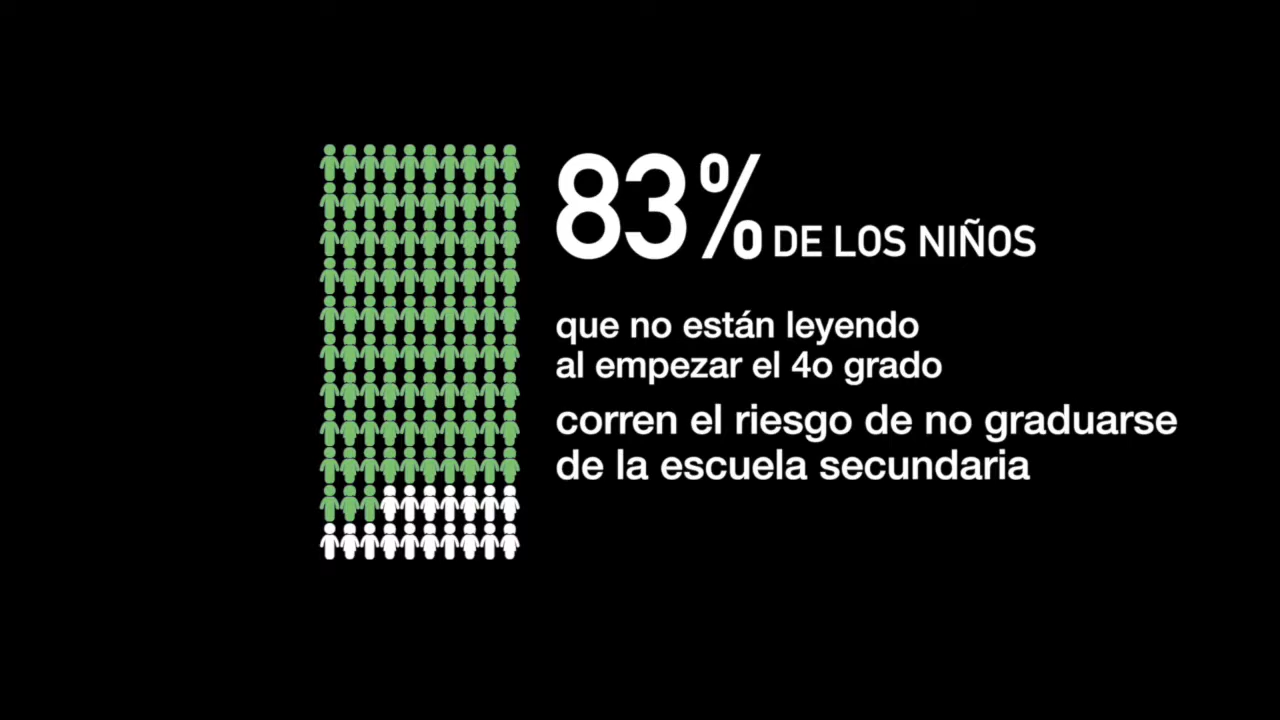 83% DE LOS NIÑOS
que no están leyendo
al empezar el 4o grado
corren el riesgo de no graduarse
de la escuela secundaria